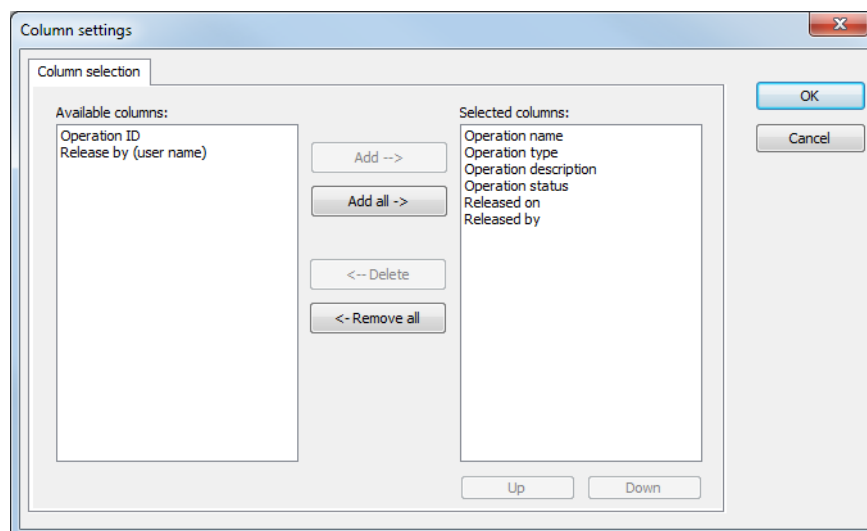 Column settings
Column selection
Available columns:
Operation ID
Release by (user name)
Add -->
Add all ->
<-- Delete
<- Remove all
Selected columns:
Operation name
Operation type
Operation description
Operation status
Released on
Released by
Up
Down
OK
Cancel